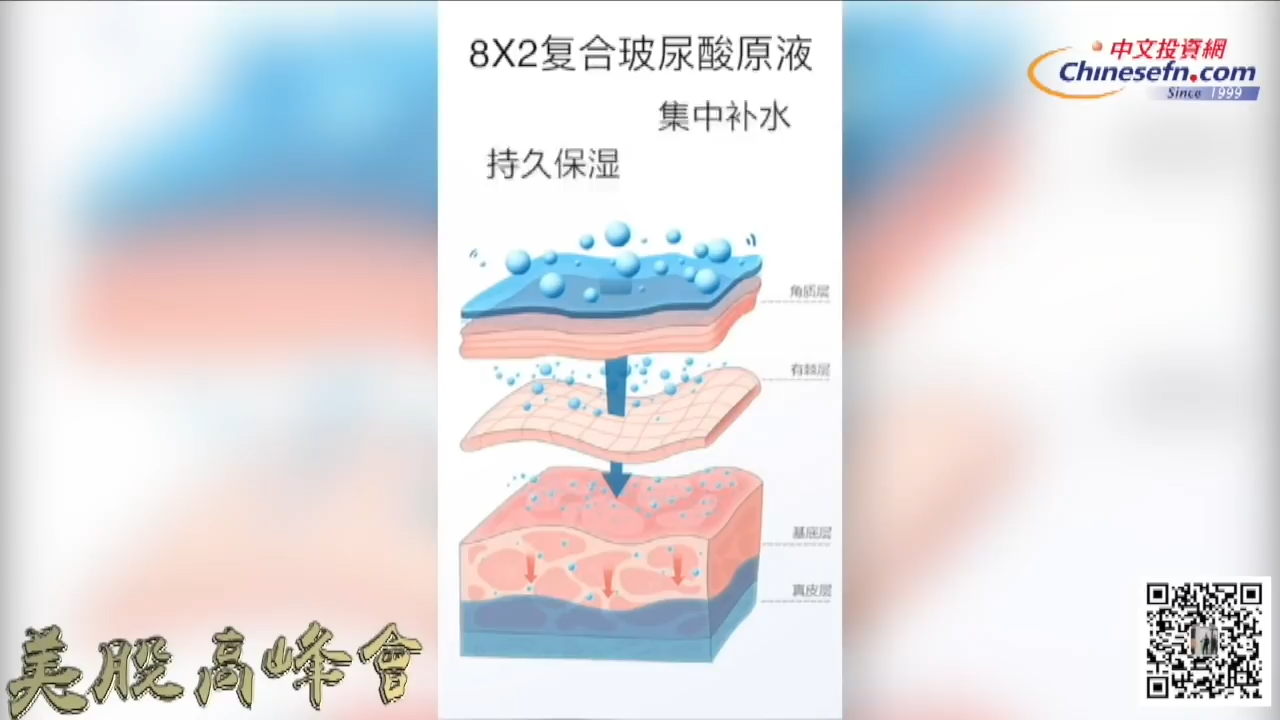 8X2复合玻尿酸原液
集中补水
持久保湿
角质层
有棘层
基底层
真皮层
中文投資網
Chinesefn.com
Since 1999
美股高峰會